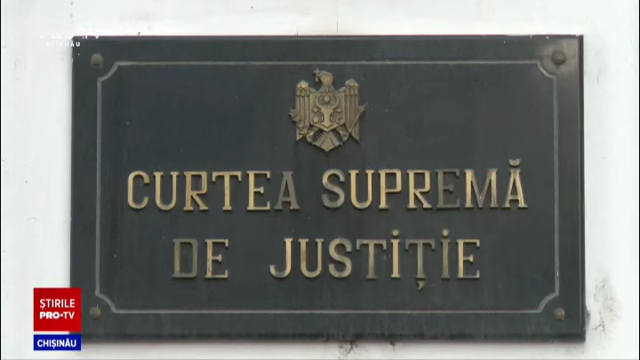 CURTEA SUPREMĂ
DE JUSTIȚIE
ȘTIRILE
PRO•TV
CHIȘINĂU